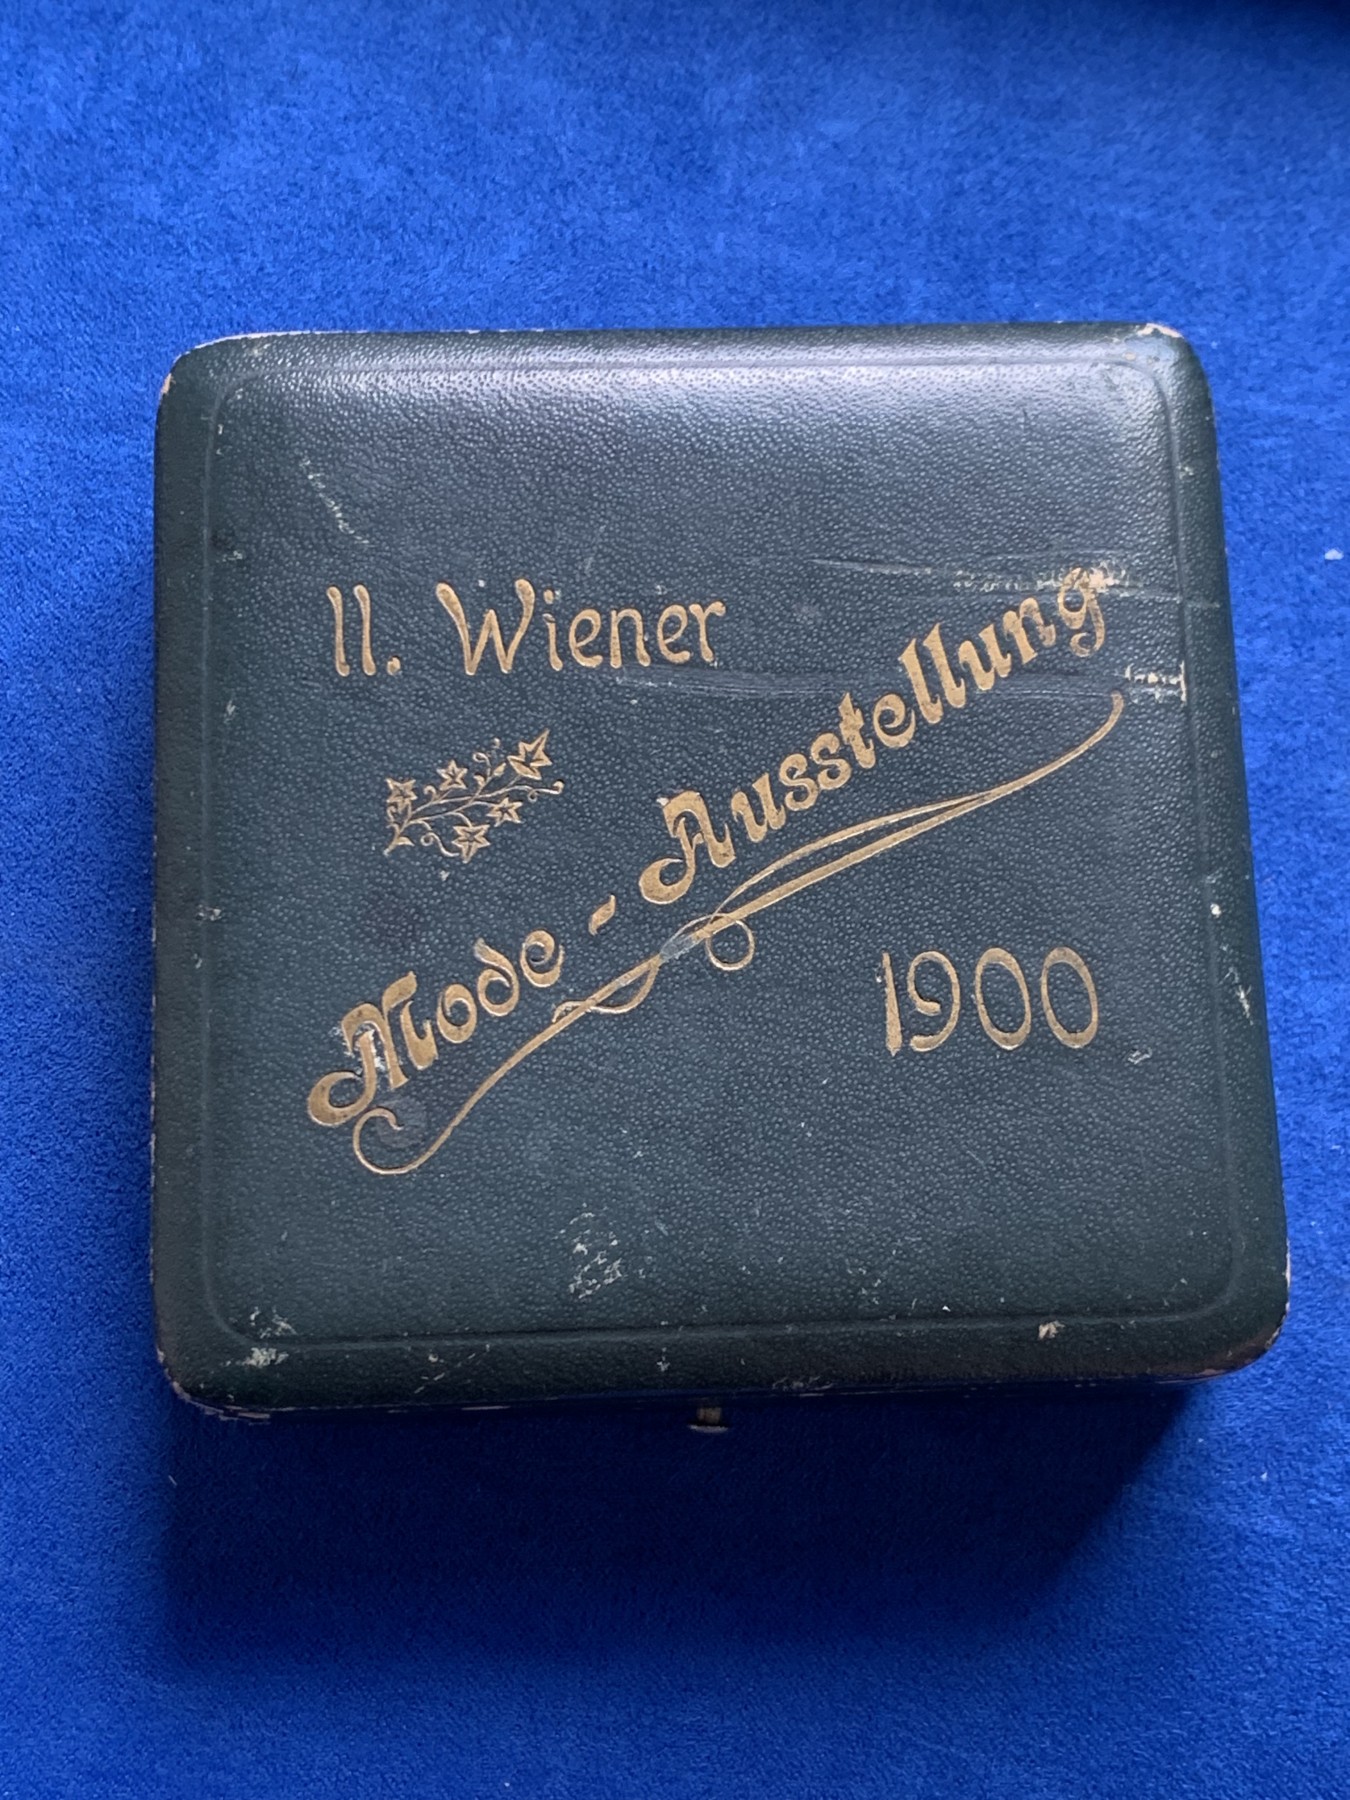 II. Wiener
Mode - Ausstellung
1900